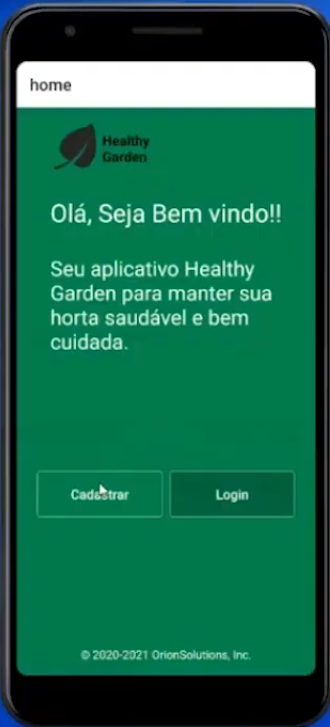 home
Healthy
Garden
Olá, Seja Bem vindo!!
Seu aplicativo Healthy
Garden para manter sua
horta saudável e bem
cuidada.
Cadastrar Login
© 2020-2021 OrionSolutions, Inc.